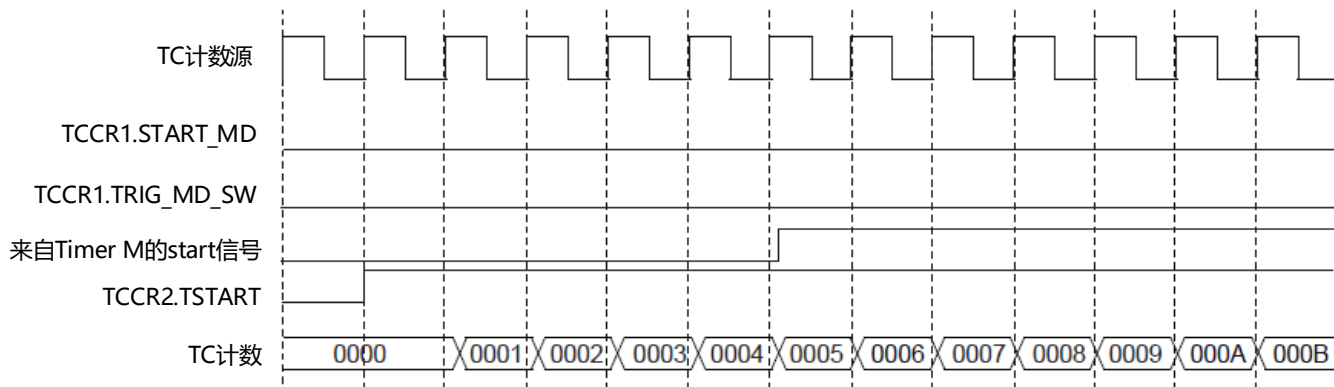 TC计数源
TCCR1.START_MD
TCCR1.TRIG_MD_SW
来自Timer M的start信号
TCCR2.TSTART
TC计数 0000 0001 0002 0003 0004 0005 0006 0007 0008 0009 000A 000B